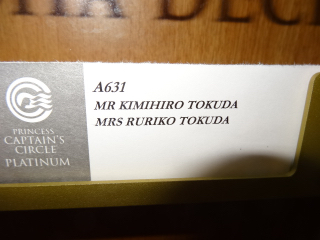 A631
MR KIMIHIRO TOKUDA
MRS RURIKO TOKUDA
PRINCESS
CAPTAIN'S
CIRCLE
PLATINUM